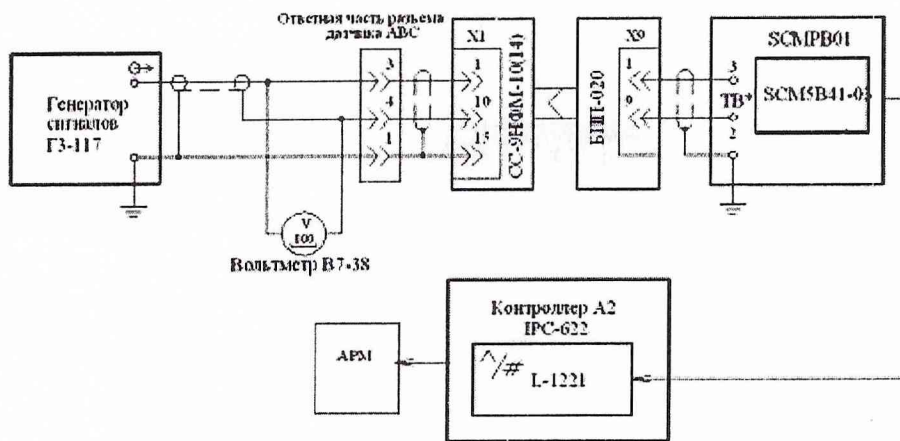 Ответная часть разъема
датчика АВС
Генератор
сигналов
Г3-117
3
4
1
X1
1
10
15
СС-9НФМ-10(14)
БПП-020
X9
1
9
SCMPB01
3
ТВ*
2
SCM5B41-0
V
100
Вольтметр В7-38
Контроллер А2
IPC-622
^/#
L-1221
АРМ